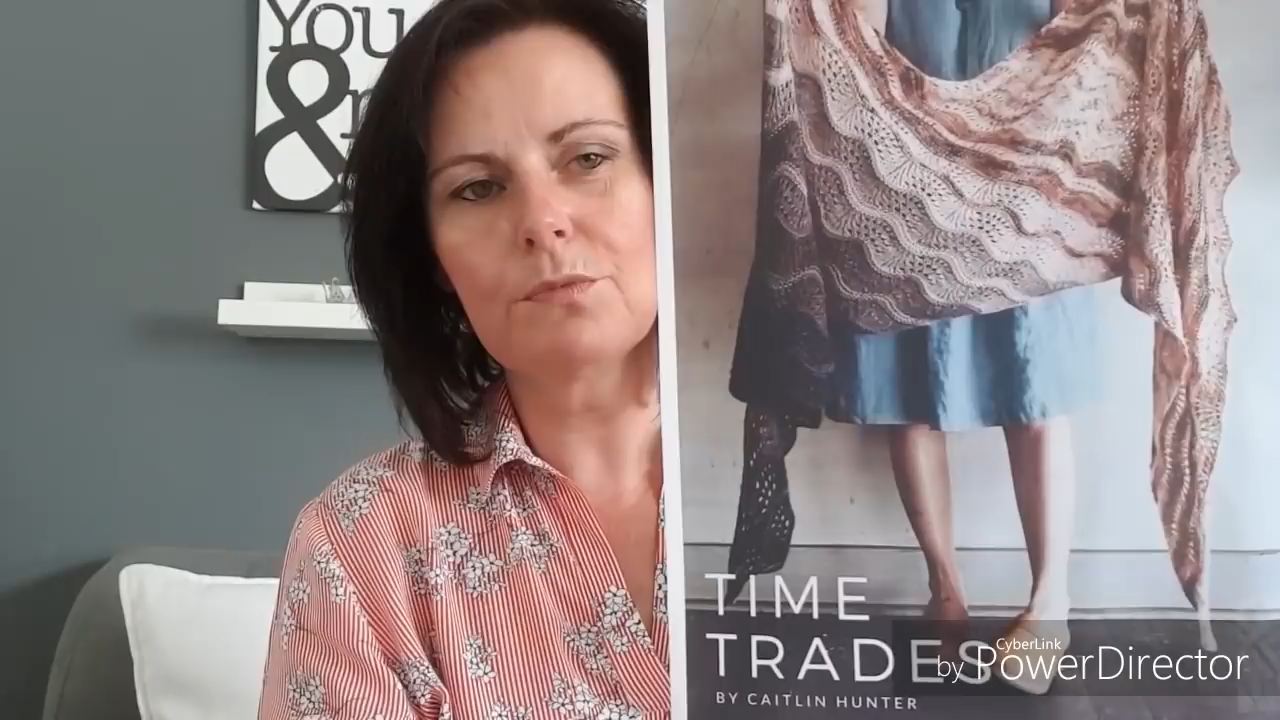 You
&
TIME
TRADES
BY CAITLIN HUNTER
CyberLink
by PowerDirector